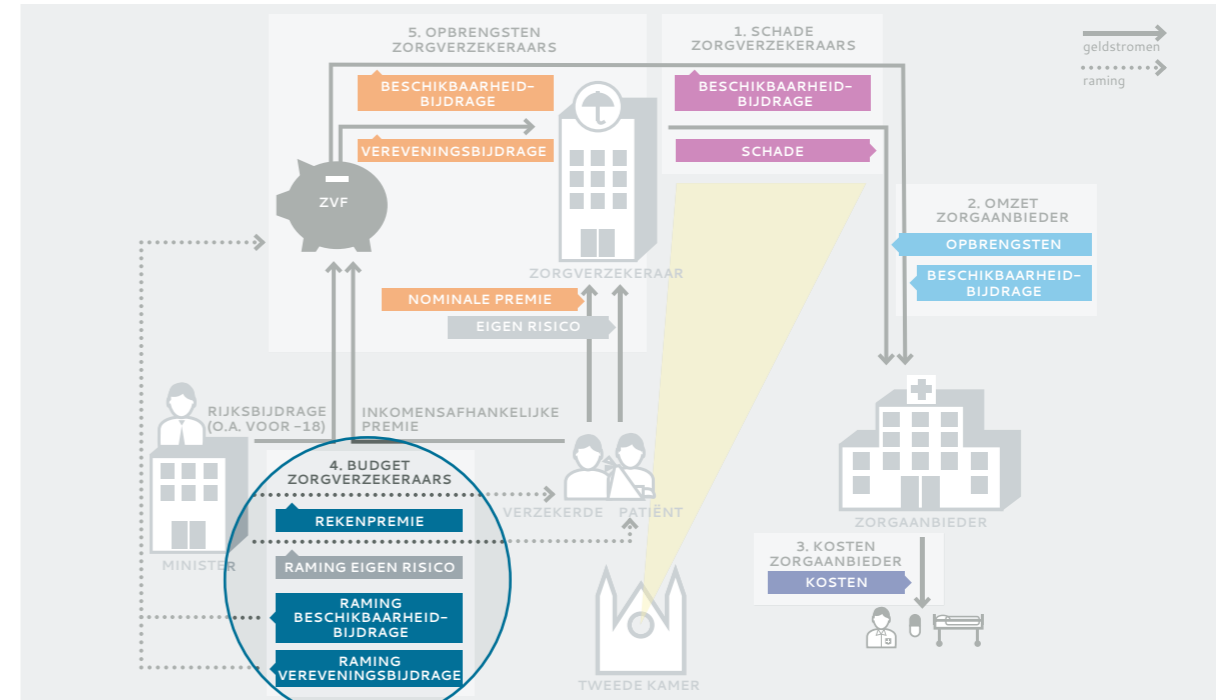 5. OPBRENGSTEN
ZORGVERZEKERAARS
1. SCHADE
ZORGVERZEKERAARS
geldstromen
raming
BESCHIKBAARHEID-
BIJDRAGE
BESCHIKBAARHEID-
BIJDRAGE
VEREVENINGSBIJDRAGE
SCHADE
ZVF
2. OMZET
ZORGAANBIEDER
OPBRENGSTEN
BESCHIKBAARHEID-
BIJDRAGE
ZORGVERZEKERAAR
NOMINALE PREMIE
EIGEN RISICO
RIJKSBIJDRAGE
(O.A. VOOR -18)
INKOMENSAFHANKELIJKE
PREMIE
4. BUDGET
ZORGVERZEKERAARS
VERZEKERDE
PATIËNT
REKENPREMIE
ZORGAANBIEDER
MINISTER
RAMING EIGEN RISICO
3. KOSTEN
ZORGAANBIEDER
KOSTEN
RAMING
BESCHIKBAARHEID-
BIJDRAGE
RAMING
VEREVENINGSBIJDRAGE
TWEEDE KAMER